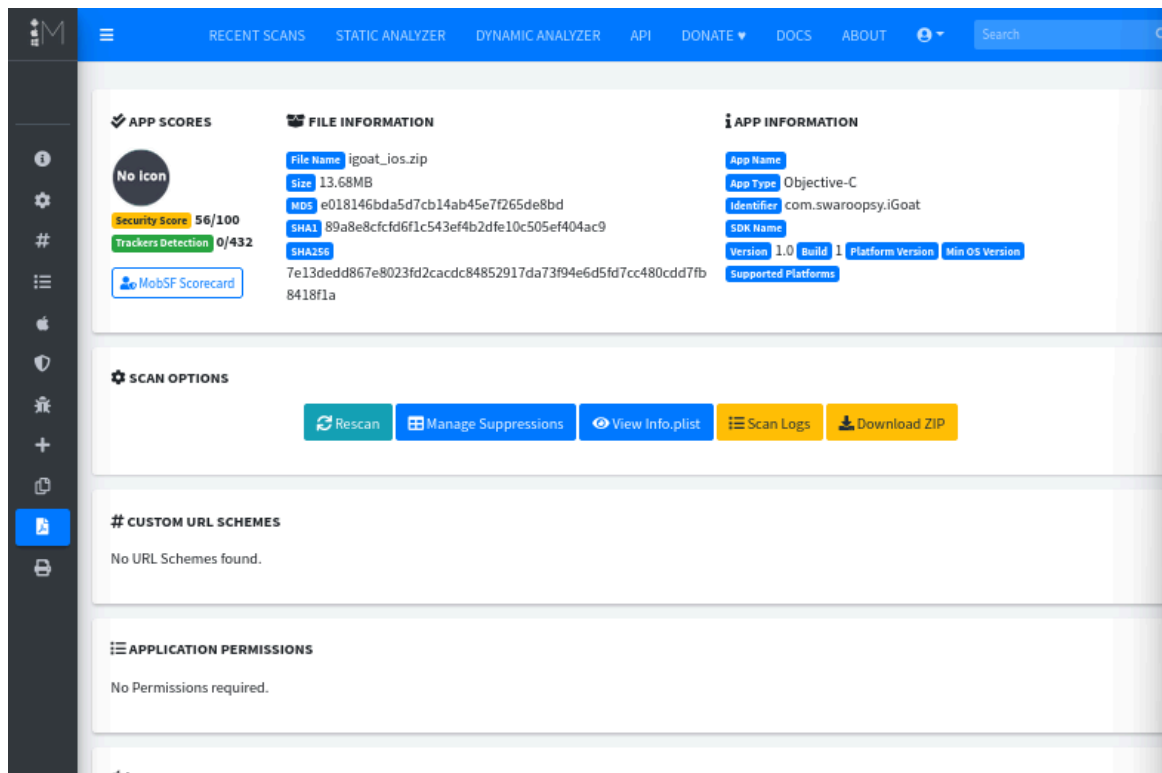 RECENT SCANS STATIC ANALYZER DYNAMIC ANALYZER API DONATE ♥ DOCS ABOUT Search
APP SCORES
No Icon
Security Score 56/100
Trackers Detection 0/432
MobSF Scorecard
FILE INFORMATION
File Name igoat_ios.zip
Size 13.68MB
MD5 e018146bda5d7cb14ab45e7f265de8bd
SHA1 89a8e8cfcfd6f1c543ef4b2dfe10c505ef404ac9
SHA256
7e13dedd867e8023fd2cacdc84852917da73f94e6d5fd7cc480cdd7fb
8418f1a
APP INFORMATION
App Name
App Type Objective-C
Identifier com.swaroopsy.iGoat
SDK Name
Version 1.0 Build 1 Platform Version Min OS Version
Supported Platforms
SCAN OPTIONS
Rescan Manage Suppressions View Info.plist Scan Logs Download ZIP
# CUSTOM URL SCHEMES
No URL Schemes found.
APPLICATION PERMISSIONS
No Permissions required.